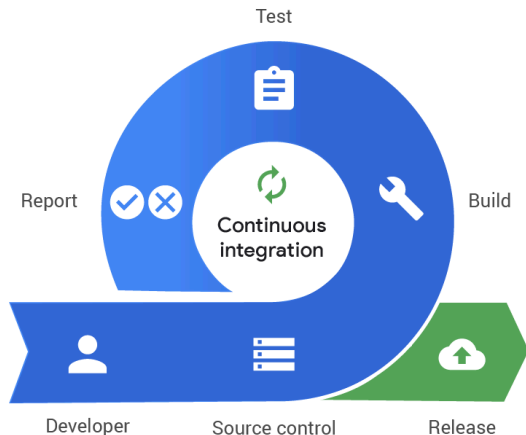 Test
Report
Continuous
integration
Build
Developer
Source control
Release